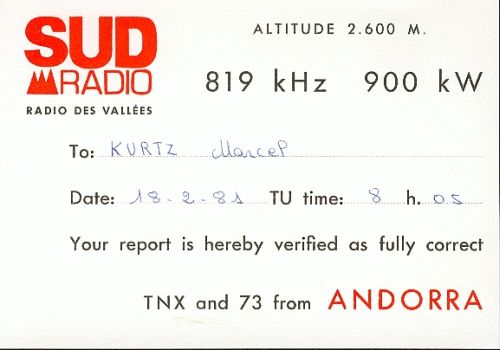 SUD
RADIO
RADIO DES VALLÉES
ALTITUDE 2.600 M.
819 kHz 900 kW
To: KURTZ Marcel
Date: 18.2.81 TU time: 8 h. 05
Your report is hereby verified as fully correct
TNX and 73 from ANDORRA